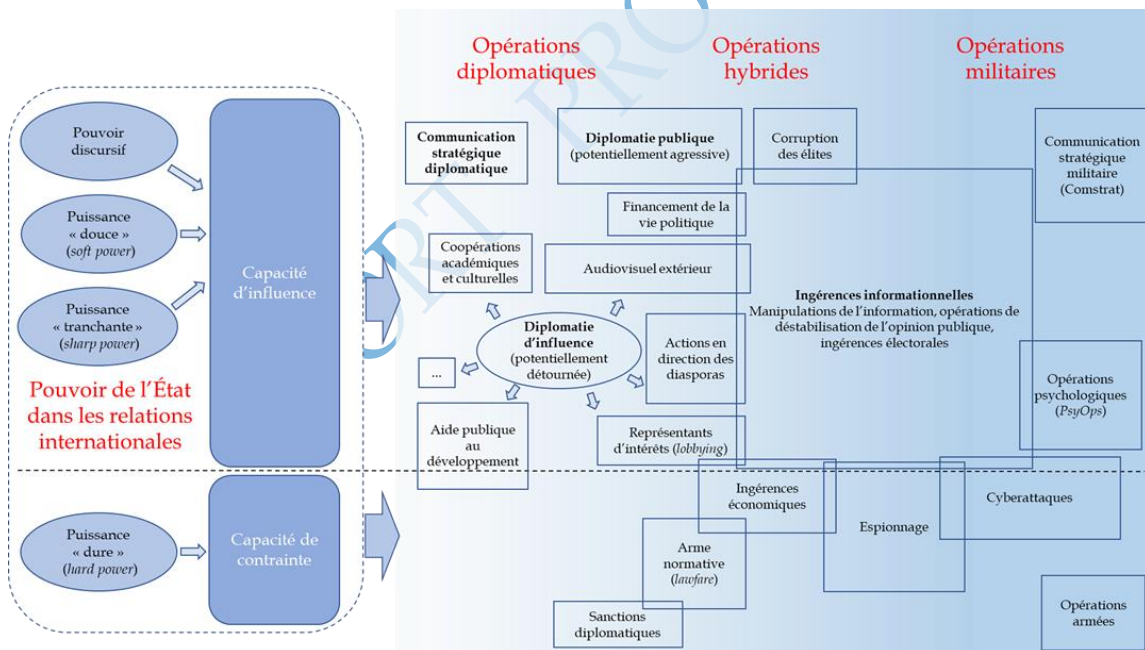 Opérations
diplomatiques
Opérations
hybrides
Opérations
militaires
Pouvoir
discursif
Puissance
« douce »
(soft power)
Puissance
« tranchante »
(sharp power)
Capacité
d'influence
Pouvoir de l'État
dans les relations
internationales
Puissance
« dure »
(hard power)
Capacité de
contrainte
Communication
stratégique
diplomatique
Diplomatie publique
(potentiellement agressive)
Corruption
des élites
Communication
stratégique
militaire
(Comstrat)
Financement de la
vie politique
Coopérations
académiques
et culturelles
Audiovisuel extérieur
Ingérences informationnelles
Manipulations de l'information, opérations de
déstabilisation de l'opinion publique,
ingérences électorales
Diplomatie
d'influence
(potentiellement
détournée)
Actions en
direction des
diasporas
...
Opérations
psychologiques
(PsyOps)
Aide publique
au
développement
Représentants
d'intérêts (lobbying)
Ingérences
économiques
Espionnage
Cyberattaques
Arme
normative
(lawfare)
Sanctions
diplomatiques
Opérations
armées